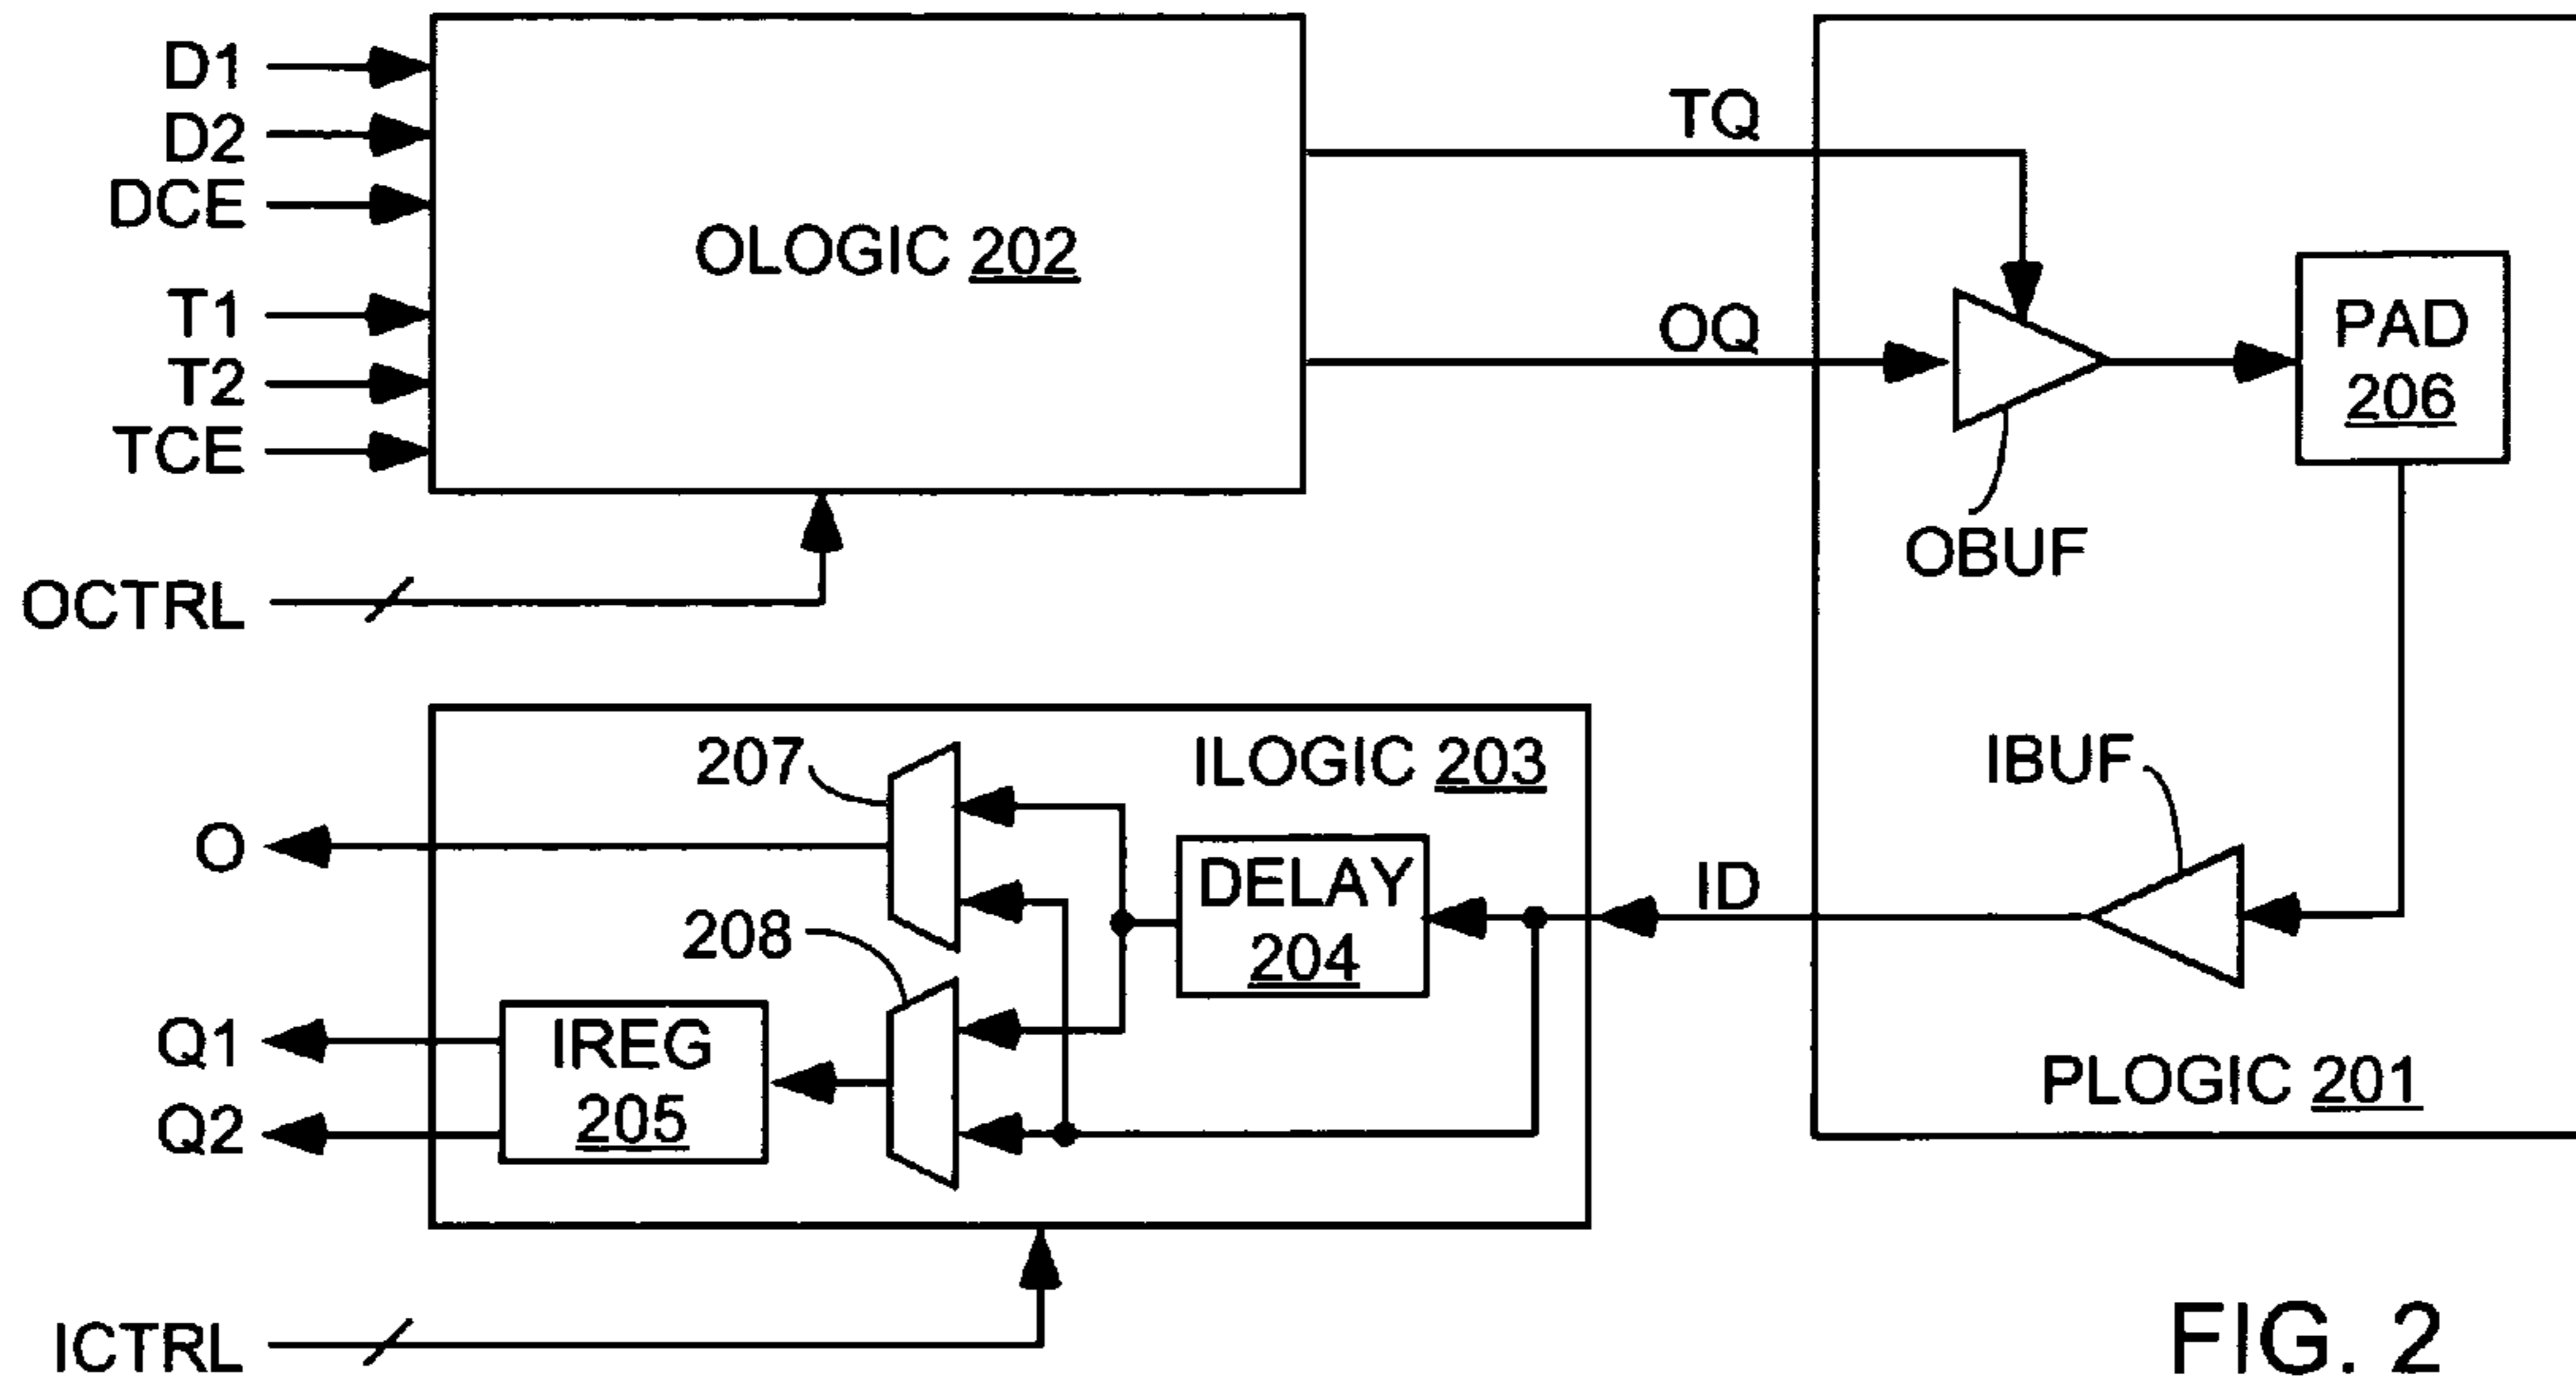 D1
D2
DCE
T1
T2
TCE
OCTRL
OLOGIC 202
TQ
OQ
OBUF
PAD
206
IBUF
PLOGIC 201
ID
ILOGIC 203
207
208
DELAY
204
IREG
205
O
Q1
Q2
ICTRL
FIG. 2